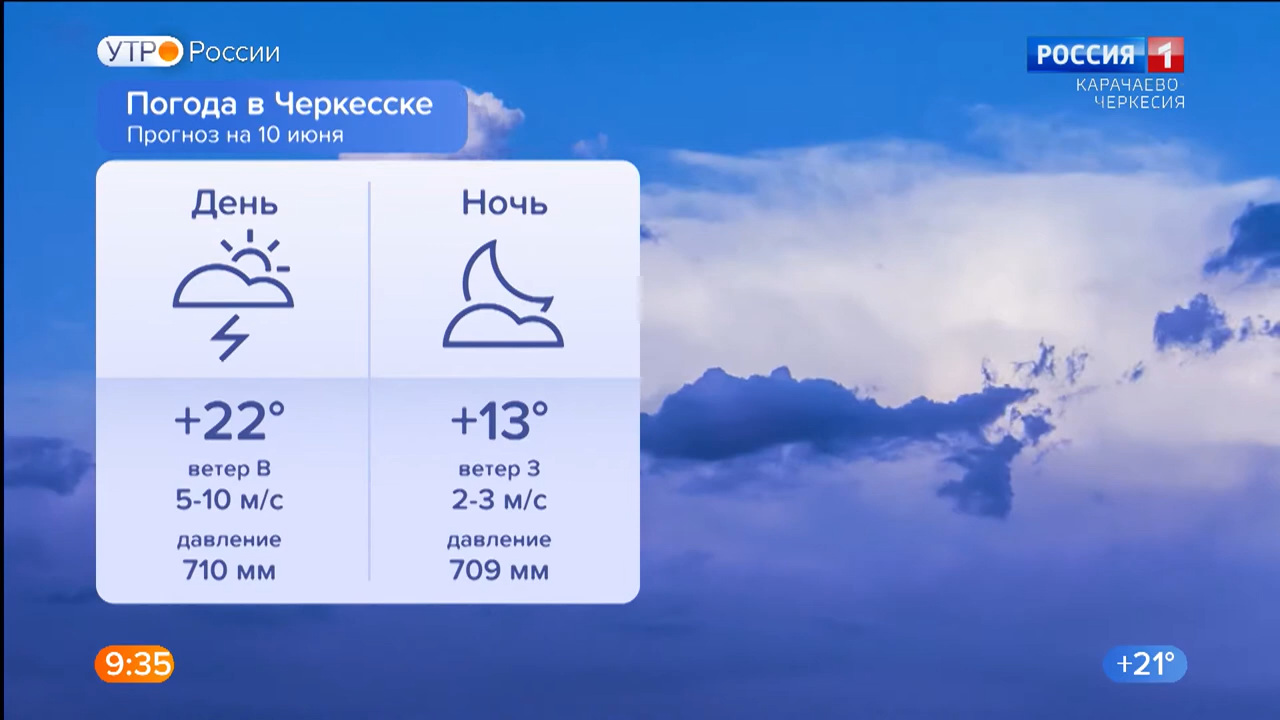 УТРО России
РОССИЯ 1
КАРАЧАЕВО
ЧЕРКЕСИЯ
Погода в Черкесске
Прогноз на 10 июня
День
Ночь
+22°
+13°
ветер В
ветер З
5-10 м/с
2-3 м/с
давление
давление
710 мм
709 мм
9:35
+21°